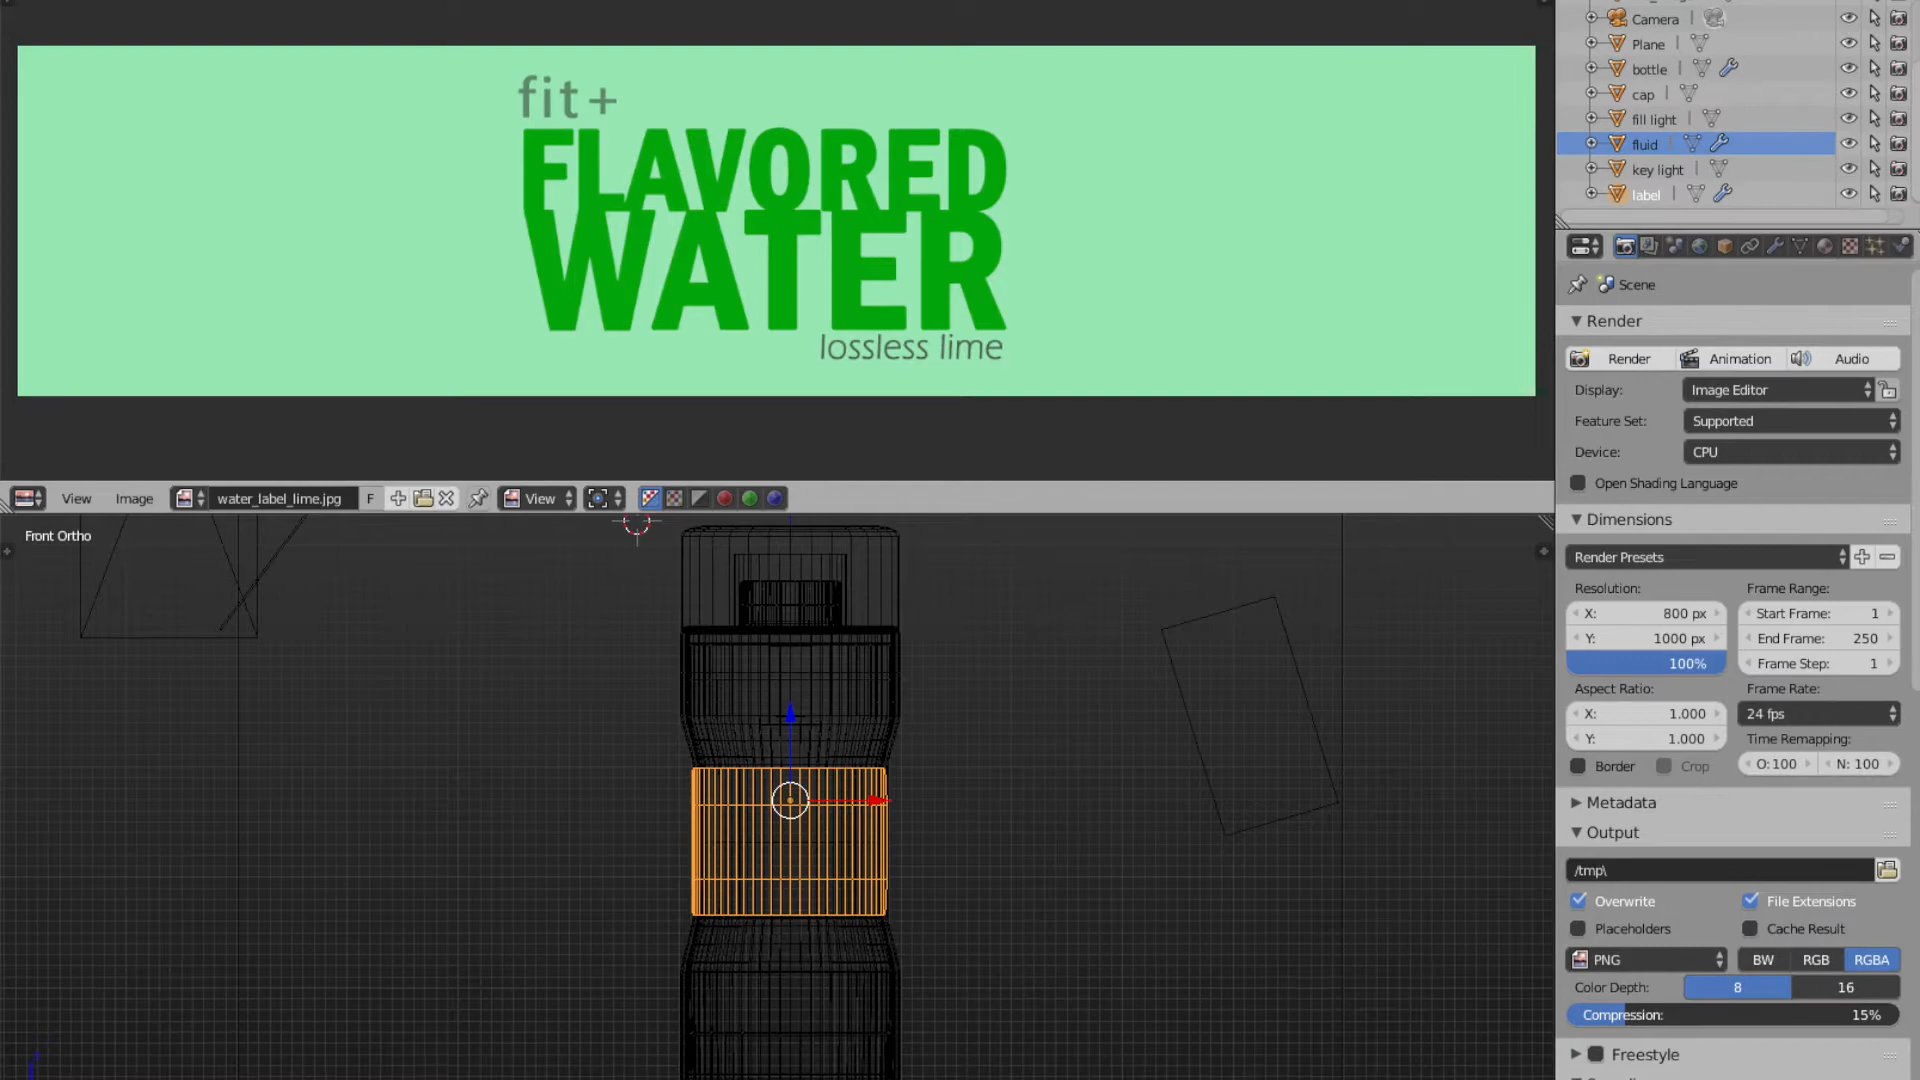 fit +
FLAVORED
WATER
lossless lime
View
Image
water_label_lime.jpg
F
View
Front Ortho
Camera
Plane
bottle
cap
fill light
fluid
key light
label
Scene
Render
Render
Animation
Audio
Display:
Image Editor
Feature Set:
Supported
Device:
CPU
Open Shading Language
Dimensions
Render Presets
Resolution:
Frame Range:
X: 800 px
Start Frame: 1
Y: 1000 px
End Frame: 250
100%
Frame Step: 1
Aspect Ratio:
Frame Rate:
X: 1.000
24 fps
Y: 1.000
Time Remapping:
Border
Crop
O: 100
N: 100
Metadata
Output
/tmp\
Overwrite
File Extensions
Placeholders
Cache Result
PNG
BW
RGB
RGBA
Color Depth:
8
16
Compression: 15%
Freestyle